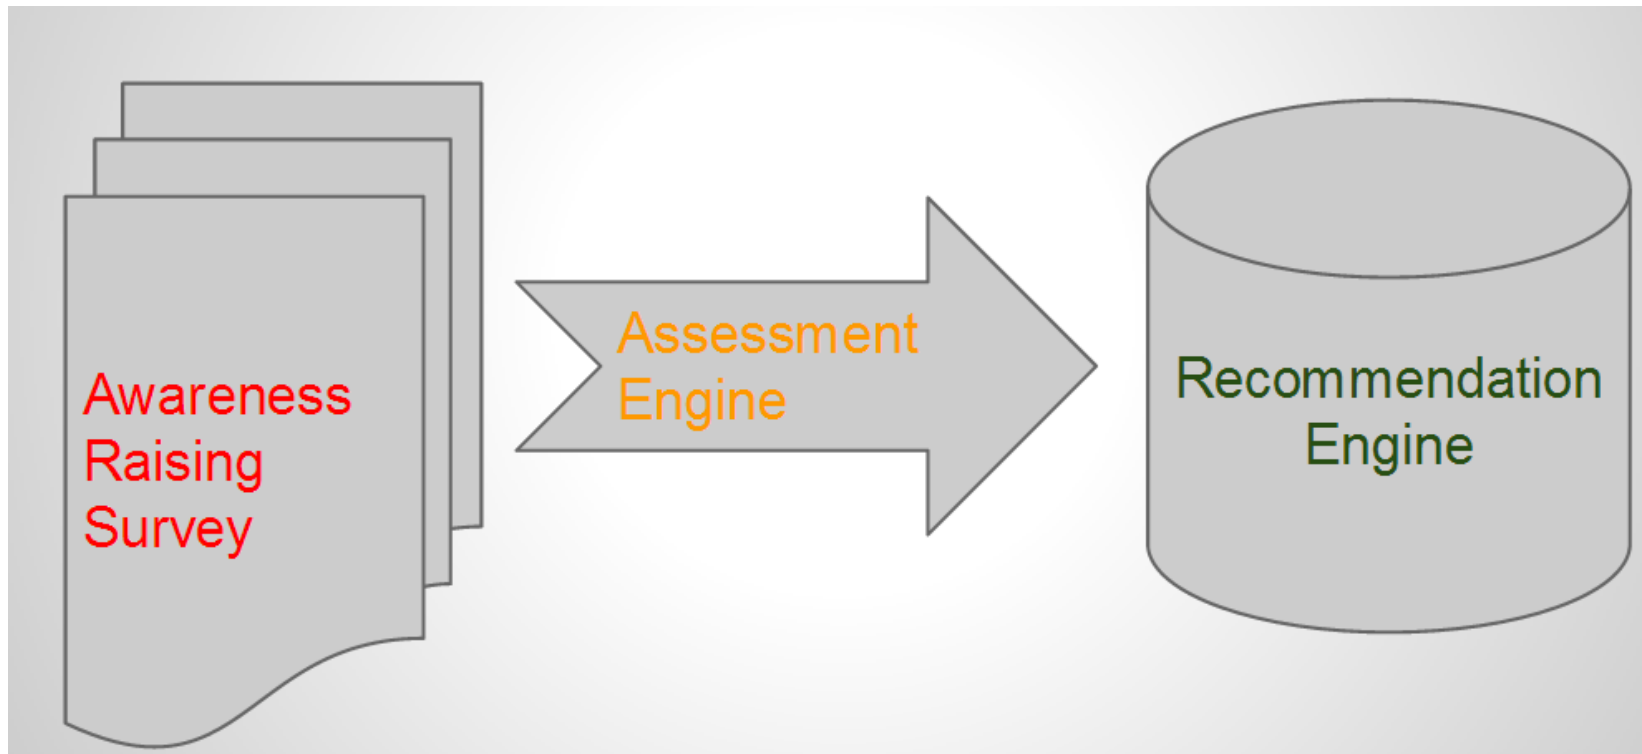 Awareness
Raising
Survey
Assessment
Engine
Recommendation
Engine